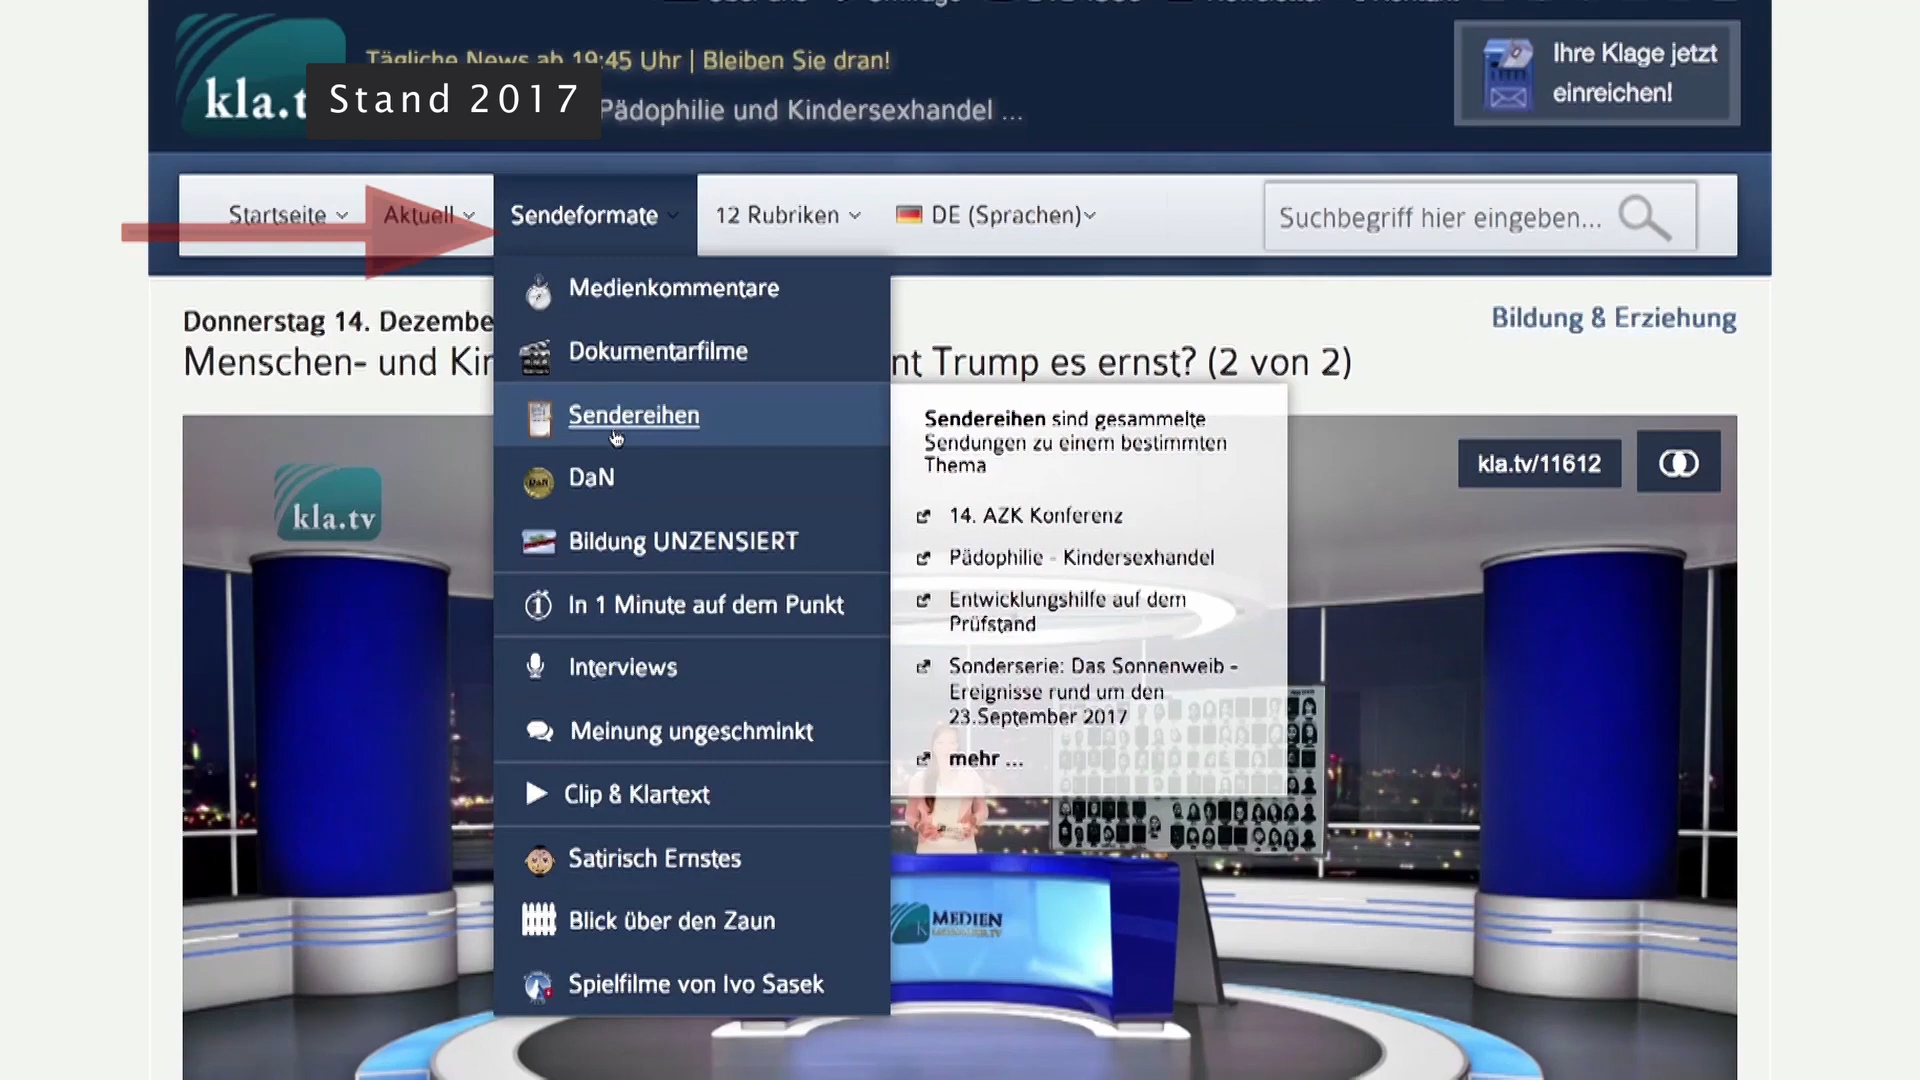 Tägliche News ab 19:45 Uhr | Bleiben Sie dran!
Ihre Klage jetzt
einreichen!
kla.t
Stand 2017
Pädophilie und Kindersexhandel ...
Startseite
Aktuell
Sendeformate
12 Rubriken
DE (Sprachen)
Suchbegriff hier eingeben...
Medienkommentare
Donnerstag 14. Dezembe
Bildung & Erziehung
Menschen- und Kin
nt Trump es ernst? (2 von 2)
Dokumentarfilme
Sendereihen
DaN
Bildung UNZENSIERT
In 1 Minute auf dem Punkt
Interviews
Meinung ungeschminkt
Clip & Klartext
Satirisch Ernstes
Blick über den Zaun
Spielfilme von Ivo Sasek
Sendereihen sind gesammelte
Sendungen zu einem bestimmten
Thema
14. AZK Konferenz
Pädophilie - Kindersexhandel
Entwicklungshilfe auf dem
Prüfstand
Sonderserie: Das Sonnenweib -
Ereignisse rund um den
23.September 2017
mehr ...
kla.tv
kla.tv/11612
MEDIEN